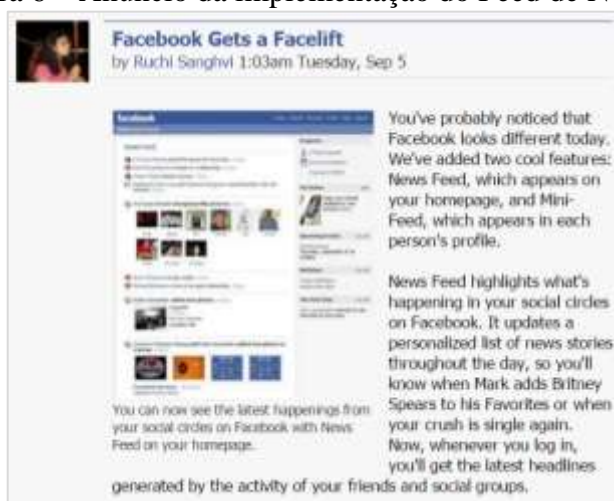 Anúncio da implementação do Feed de N
Facebook Gets a Facelift
by Ruchi Sanghvi 1:03am Tuesday, Sep 5
facebook
You've probably noticed that
Facebook looks different today.
We've added two cool features:
News Feed, which appears on
your homepage, and Mini-
Feed, which appears in each
person's profile.
News Feed highlights what's
happening in your social circles
on Facebook. It updates a
personalized list of news stories
throughout the day, so you'll
know when Mark adds Britney
Spears to his Favorites or when
your crush is single again.
Now, whenever you log in,
you'll get the latest headlines
generated by the activity of your friends and social groups.
You can now see the latest happenings from
your social circles on Facebook with News
Feed on your homepage.